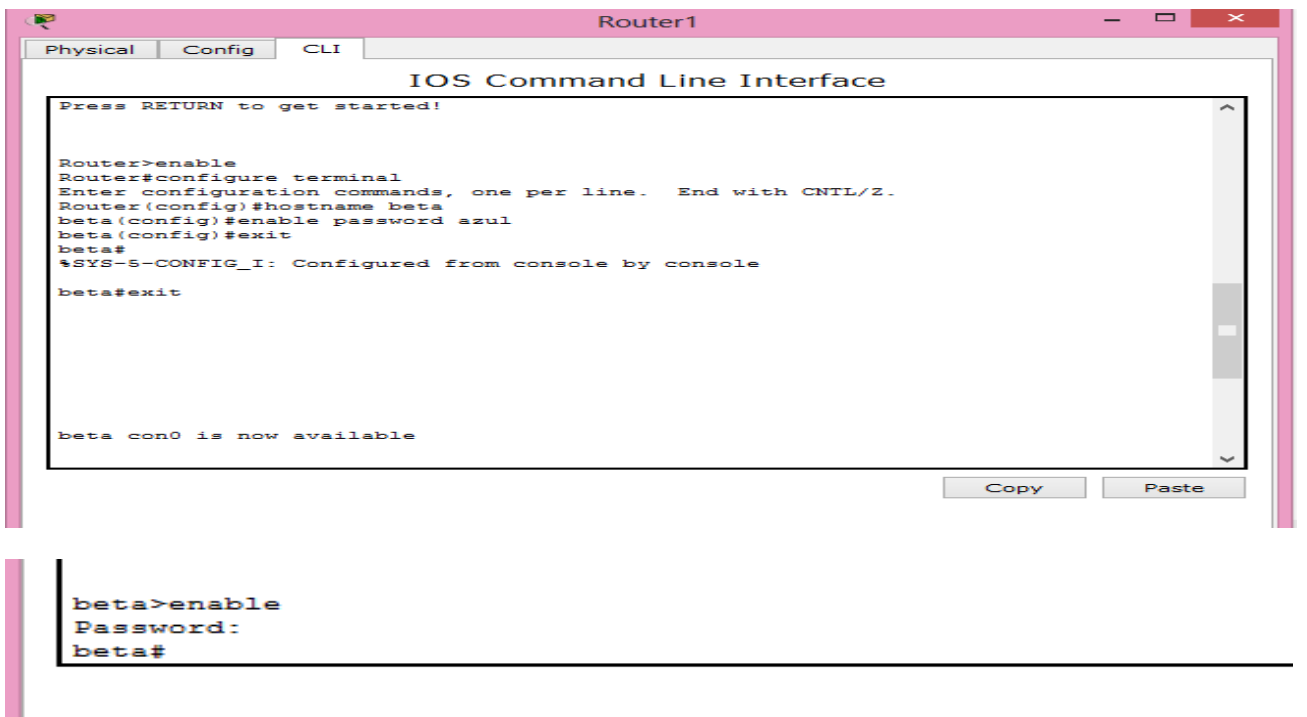 Router1
Physical Config CLI
IOS Command Line Interface
Press RETURN to get started!
Router>enable
Router#configure terminal
Enter configuration commands, one per line.  End with CNTL/Z.
Router(config)#hostname beta
beta(config)#enable password azul
beta(config)#exit
beta#
%SYS-5-CONFIG_I: Configured from console by console
beta#exit
beta con0 is now available
Copy Paste
beta>enable
Password:
beta#